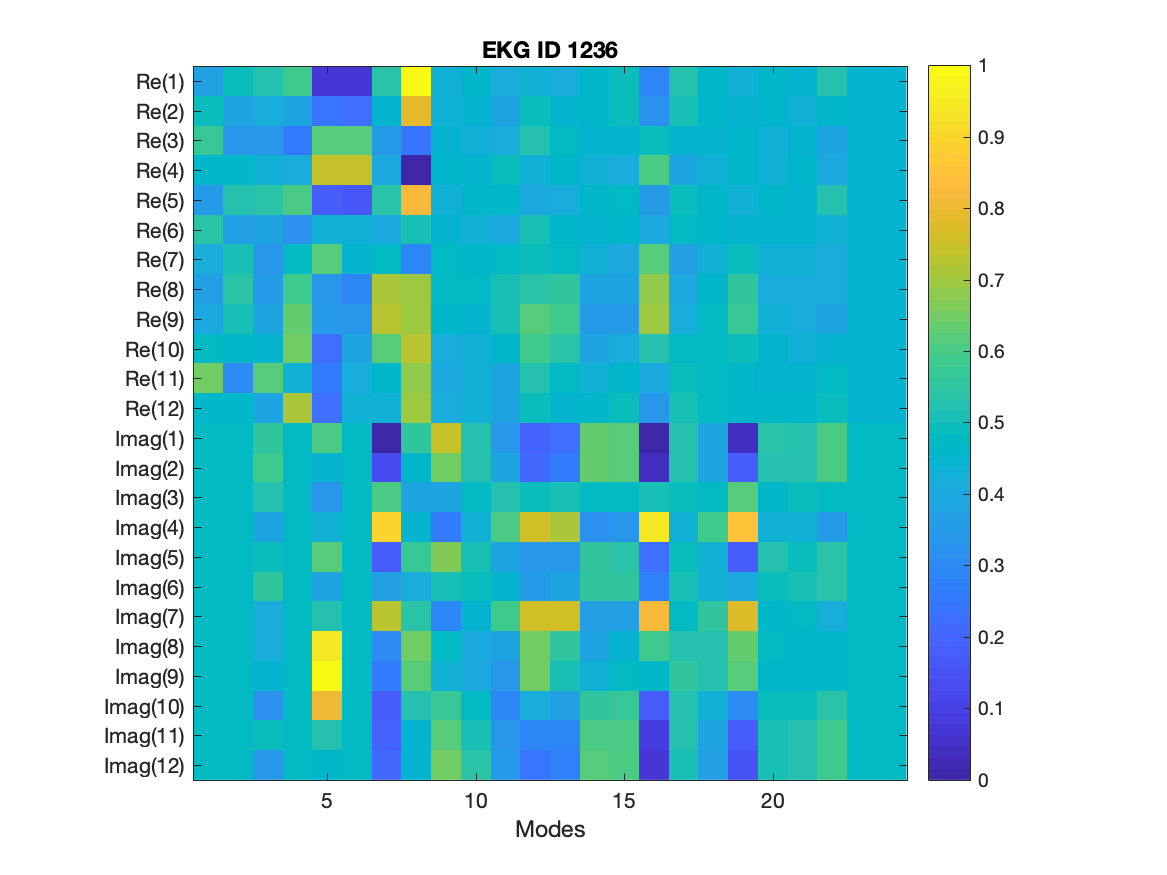 EKG ID 1236
Re(1)
Re(2)
Re(3)
Re(4)
Re(5)
Re(6)
Re(7)
Re(8)
Re(9)
Re(10)
Re(11)
Re(12)
Imag(1)
Imag(2)
Imag(3)
Imag(4)
Imag(5)
Imag(6)
Imag(7)
Imag(8)
Imag(9)
Imag(10)
Imag(11)
Imag(12)
5 10 15 20
Modes
1
0.9
0.8
0.7
0.6
0.5
0.4
0.3
0.2
0.1
0